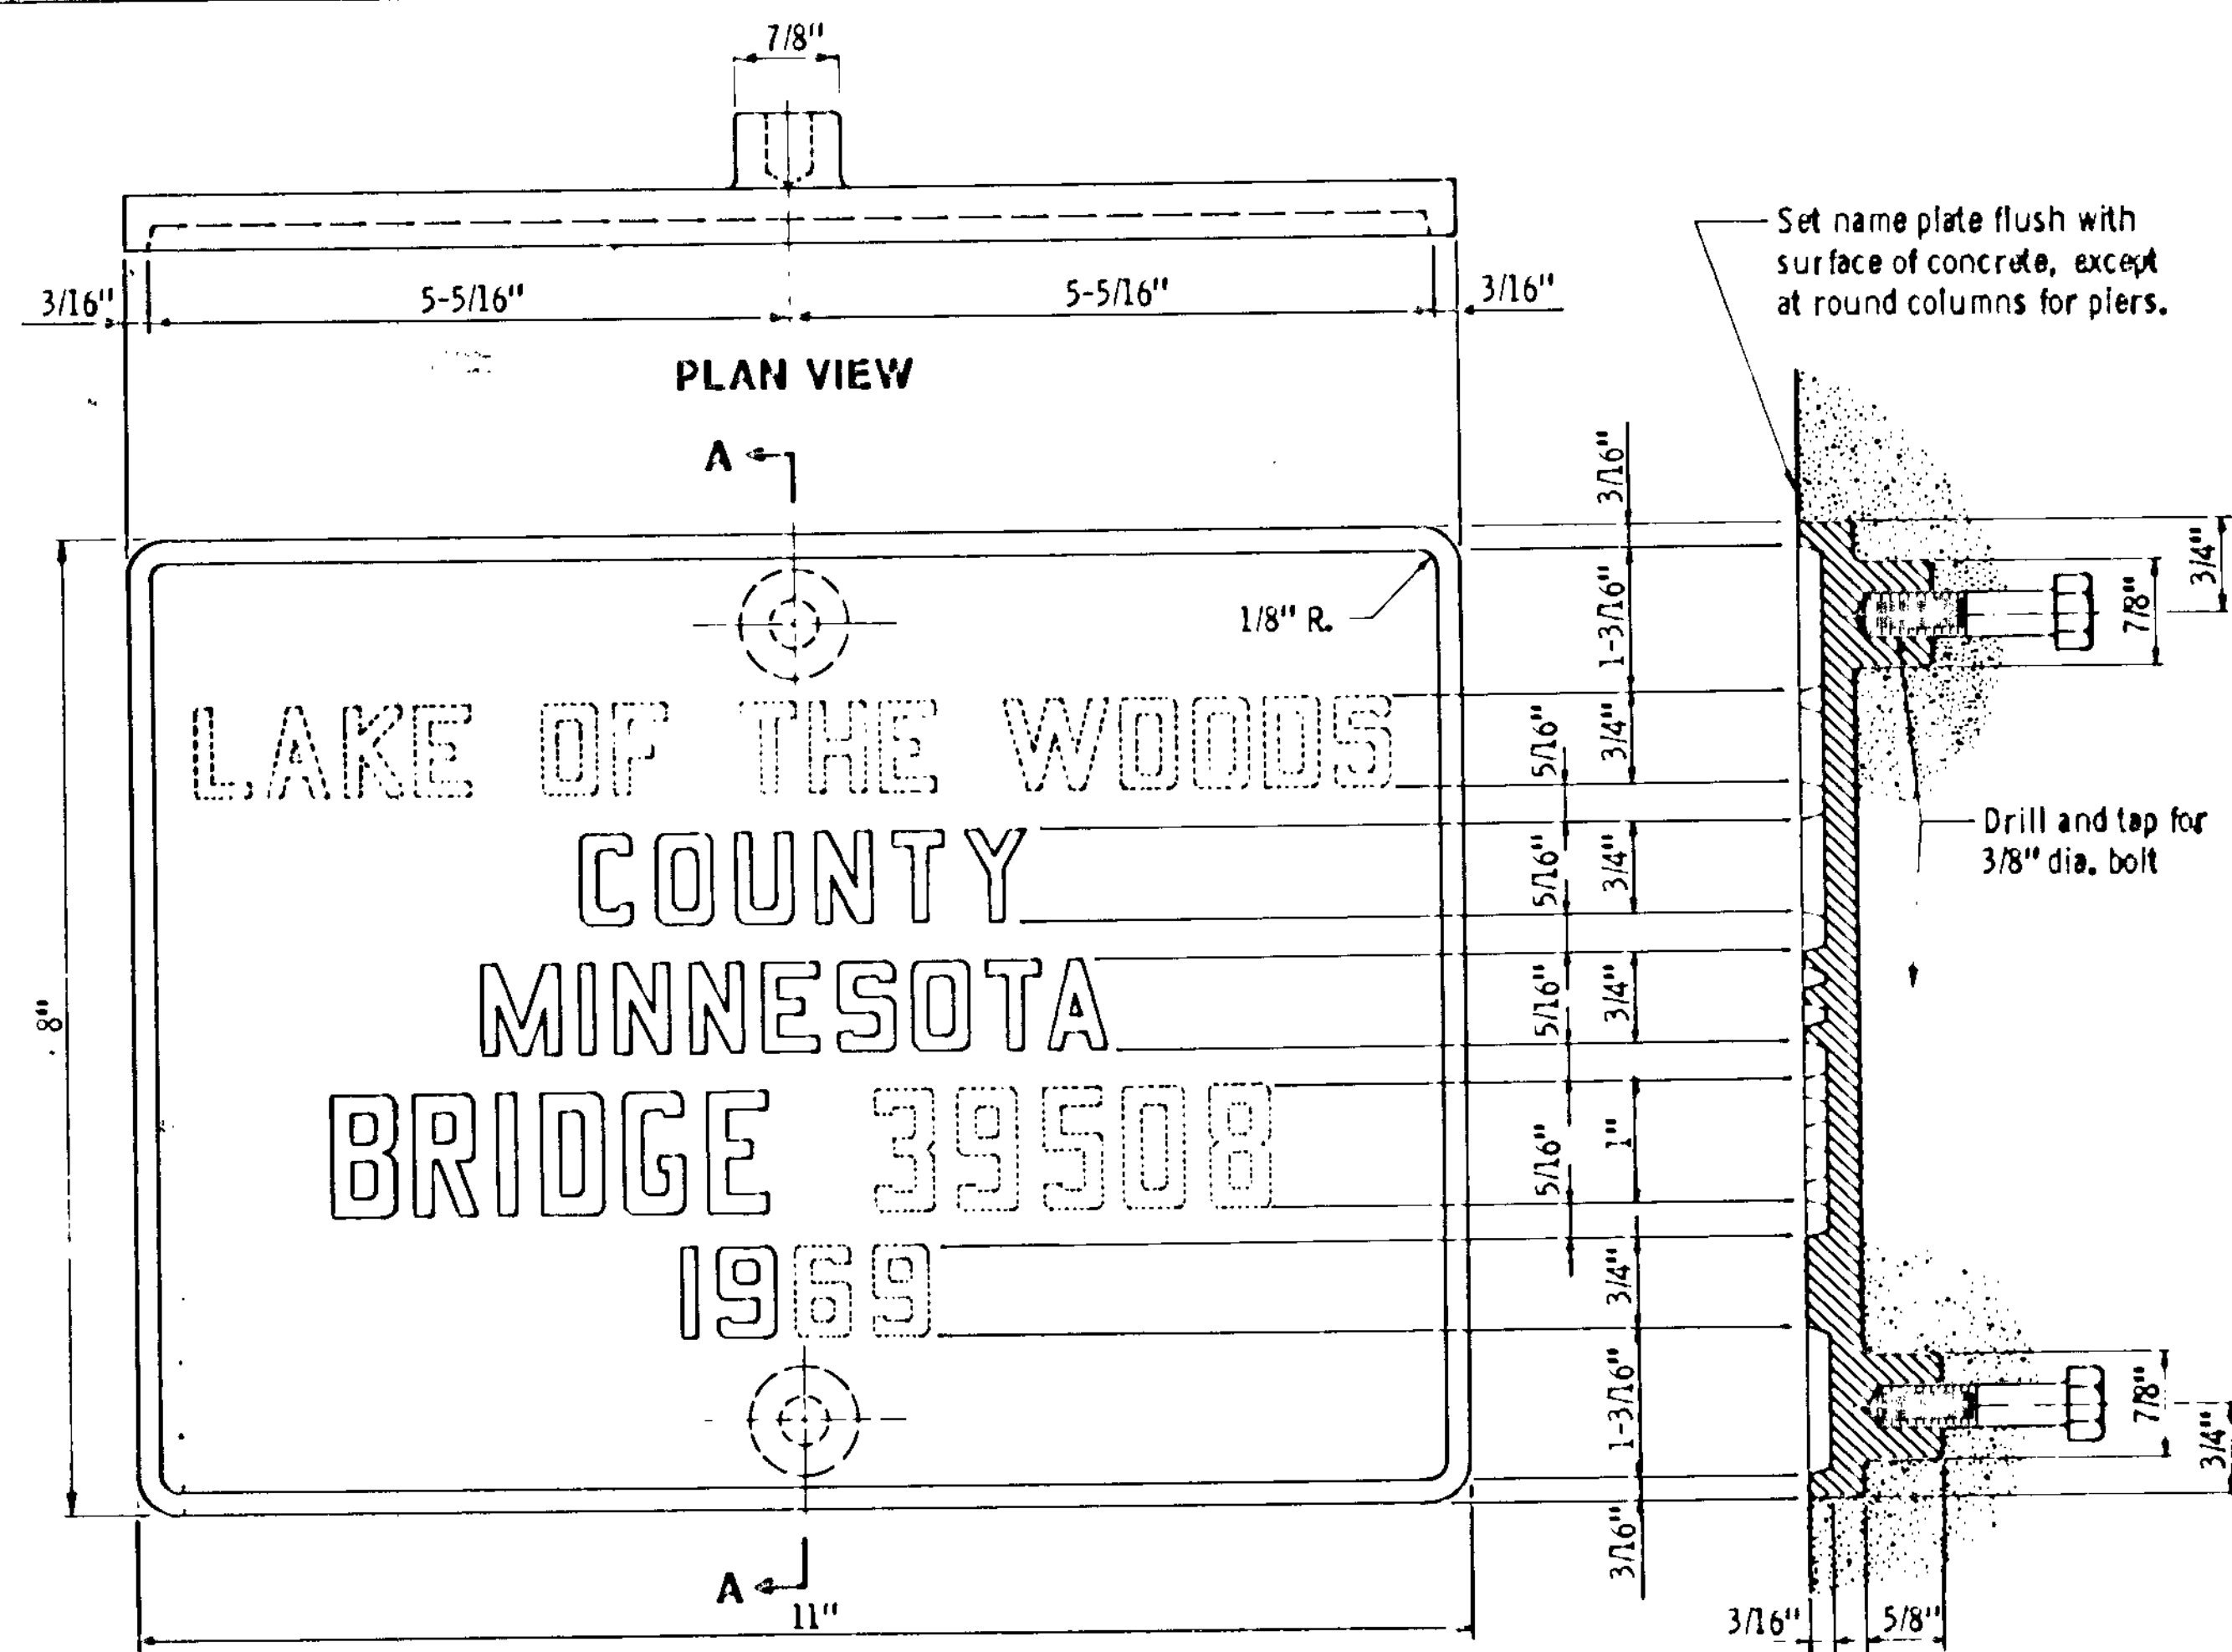 7/8"
Set name plate flush with
surface of concrete, except
at round columns for piers.
3/16"
5-5/16"
5-5/16"
3/16"
PLAN VIEW
A
3/16"
3/4"
1/8" R.
1-3/16"
7/8"
LAKE OF THE WOODS
5/16"
3/4"
Drill and tap for
3/8" dia. bolt
COUNTY
5/16"
3/4"
8"
MINNESOTA
5/16"
3/4"
BRIDGE 39508
5/16"
1"
1969
3/4"
1-3/16"
7/8"
3/4"
3/16"
A
11"
3/16"
5/8"